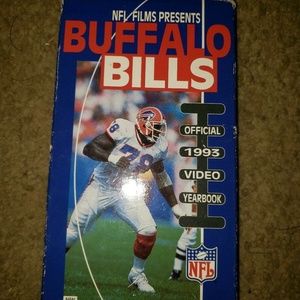 NFL FILMS PRESENTS
BUFFALO
BILLS
OFFICIAL
1993
VIDEO
YEARBOOK
78
NFL